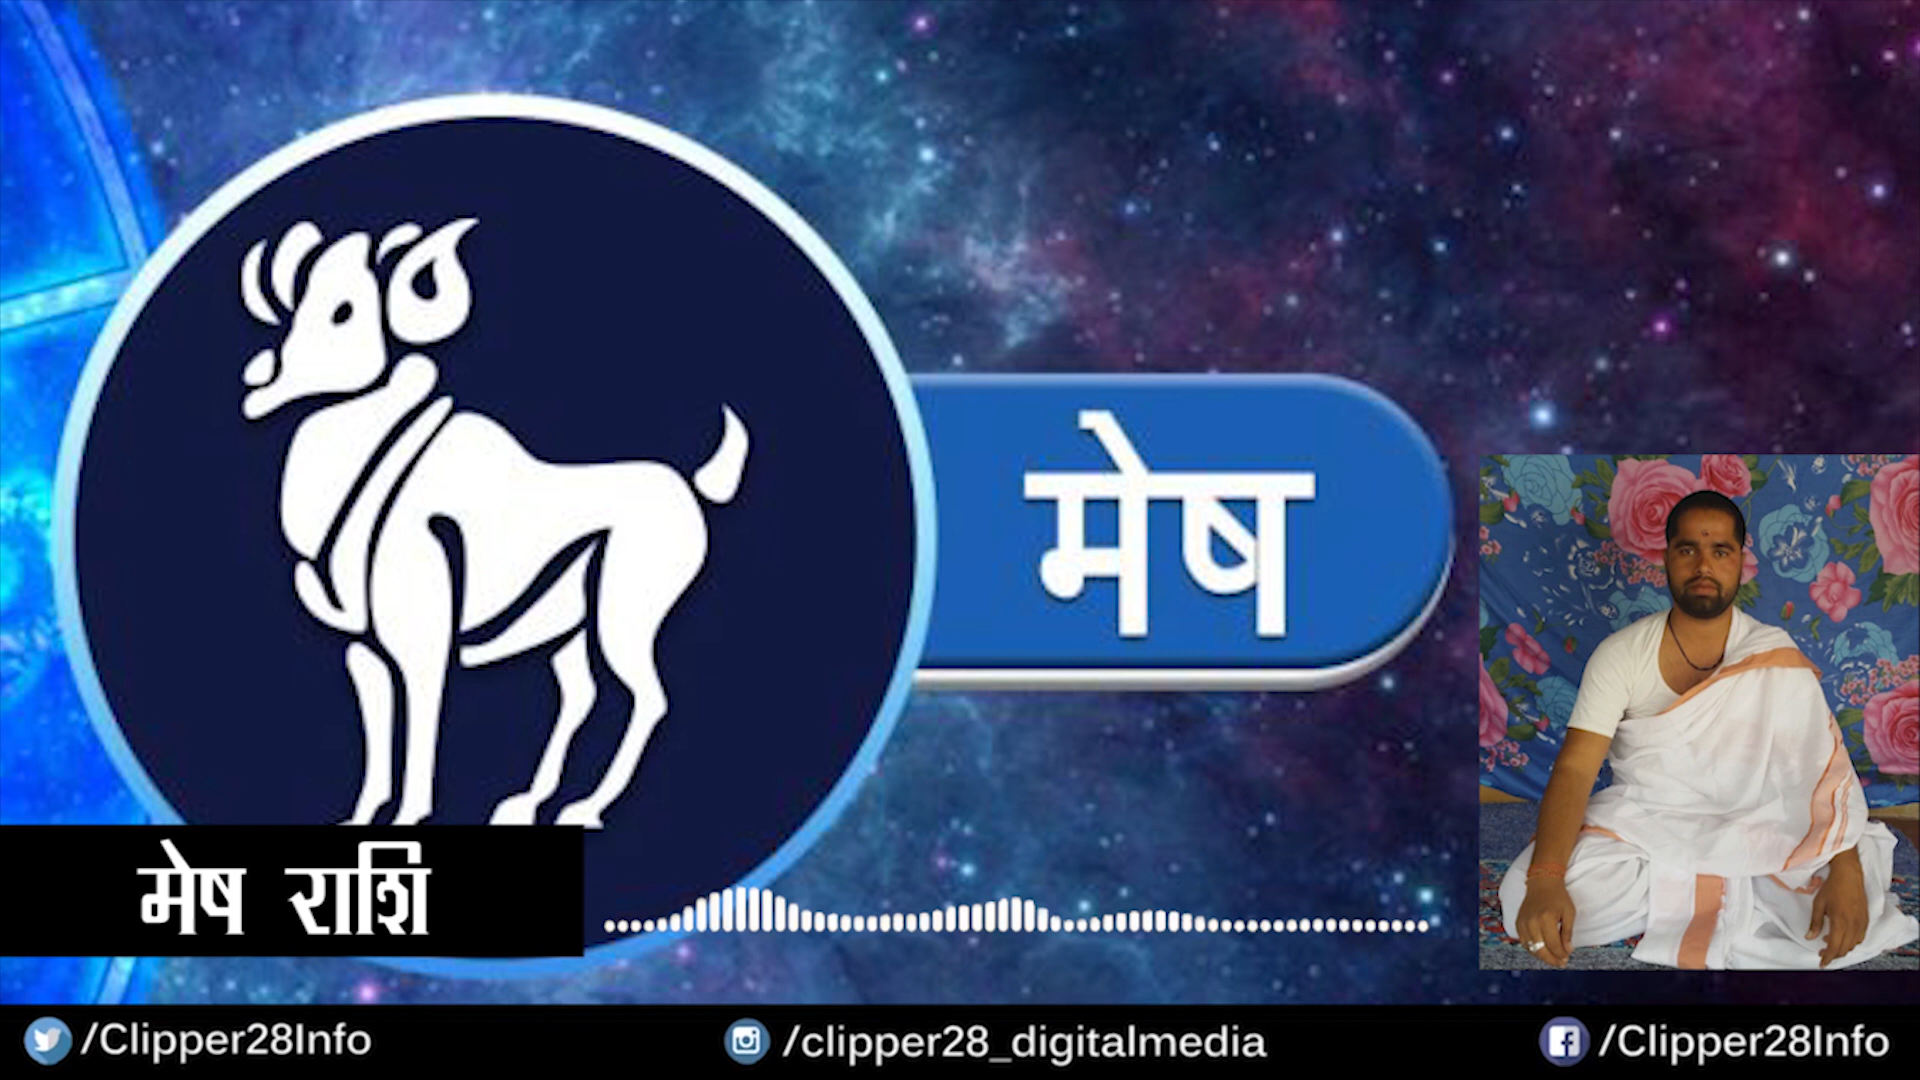 मेष
मेष राशि
/Clipper28Info
/clipper28_digitalmedia
/Clipper28Info